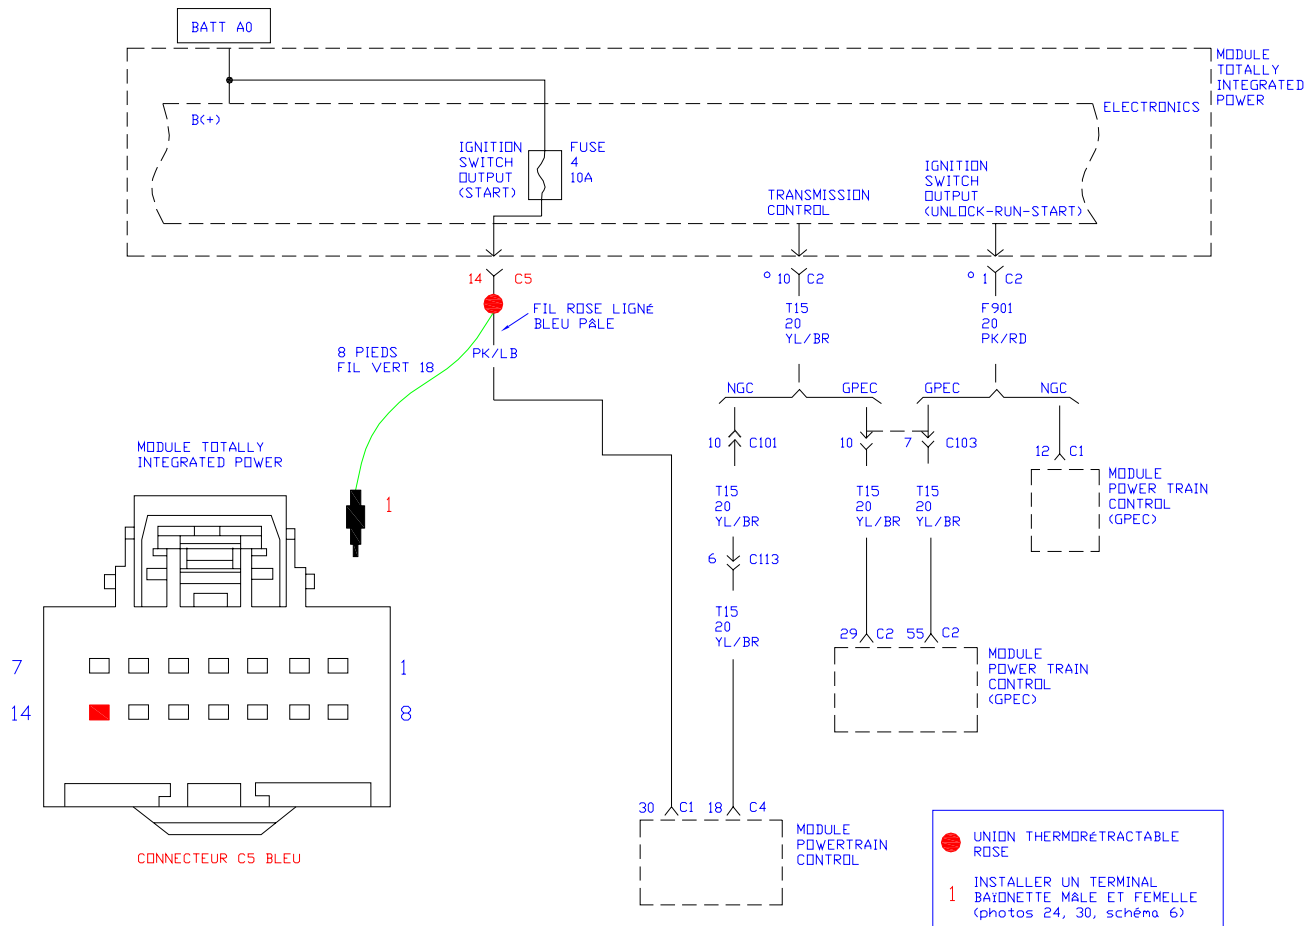 BATT A0
MODULE
TOTALLY
INTEGRATED
POWER
ELECTRONICS
B(+)
IGNITION
SWITCH
OUTPUT
(START)
FUSE
4
10A
TRANSMISSION
CONTROL
IGNITION
SWITCH
OUTPUT
(UNLOCK-RUN-START)
14 C5
° 10 C2
° 1 C2
FIL ROSE LIGNÉ
BLEU PÂLE
T15
20
YL/BR
F901
20
PK/RD
8 PIEDS
FIL VERT 18
PK/LB
NGC
GPEC
GPEC
NGC
10 C101
10
7 C103
12 C1
MODULE TOTALLY
INTEGRATED POWER
1
MODULE
POWER TRAIN
CONTROL
(GPEC)
T15
20
YL/BR
T15
20
YL/BR
T15
20
YL/BR
6 C113
T15
20
YL/BR
29 C2
55 C2
MODULE
POWER TRAIN
CONTROL
(GPEC)
7
1
14
8
30 C1
18 C4
MODULE
POWERTRAIN
CONTROL
CONNECTEUR C5 BLEU
UNION THERMORÉTRACTABLE
ROSE
1 INSTALLER UN TERMINAL
BAÏONETTE MÂLE ET FEMELLE
(photos 24, 30, schéma 6)